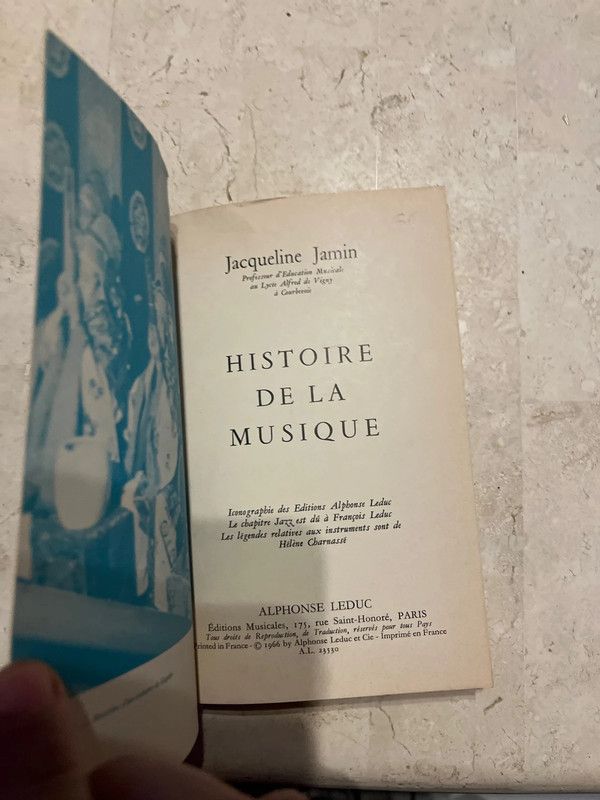 Jacqueline Jamin
Professeur d'Education Musicale
au Lycée Alfred de Vigny
à Courbevoie
HISTOIRE
DE LA
MUSIQUE
Iconographie des Editions Alphonse Leduc
Le chapitre Jazz est dû à François Leduc
Les légendes relatives aux instruments sont de
Hélène Charnassé
ALPHONSE LEDUC
Éditions Musicales, 175, rue Saint-Honoré, PARIS
Tous droits de Reproduction, de Traduction, réservés pour tous Pays
Printed in France - © 1966 by Alphonse Leduc et Cie - Imprimé en France
A.L. 23330